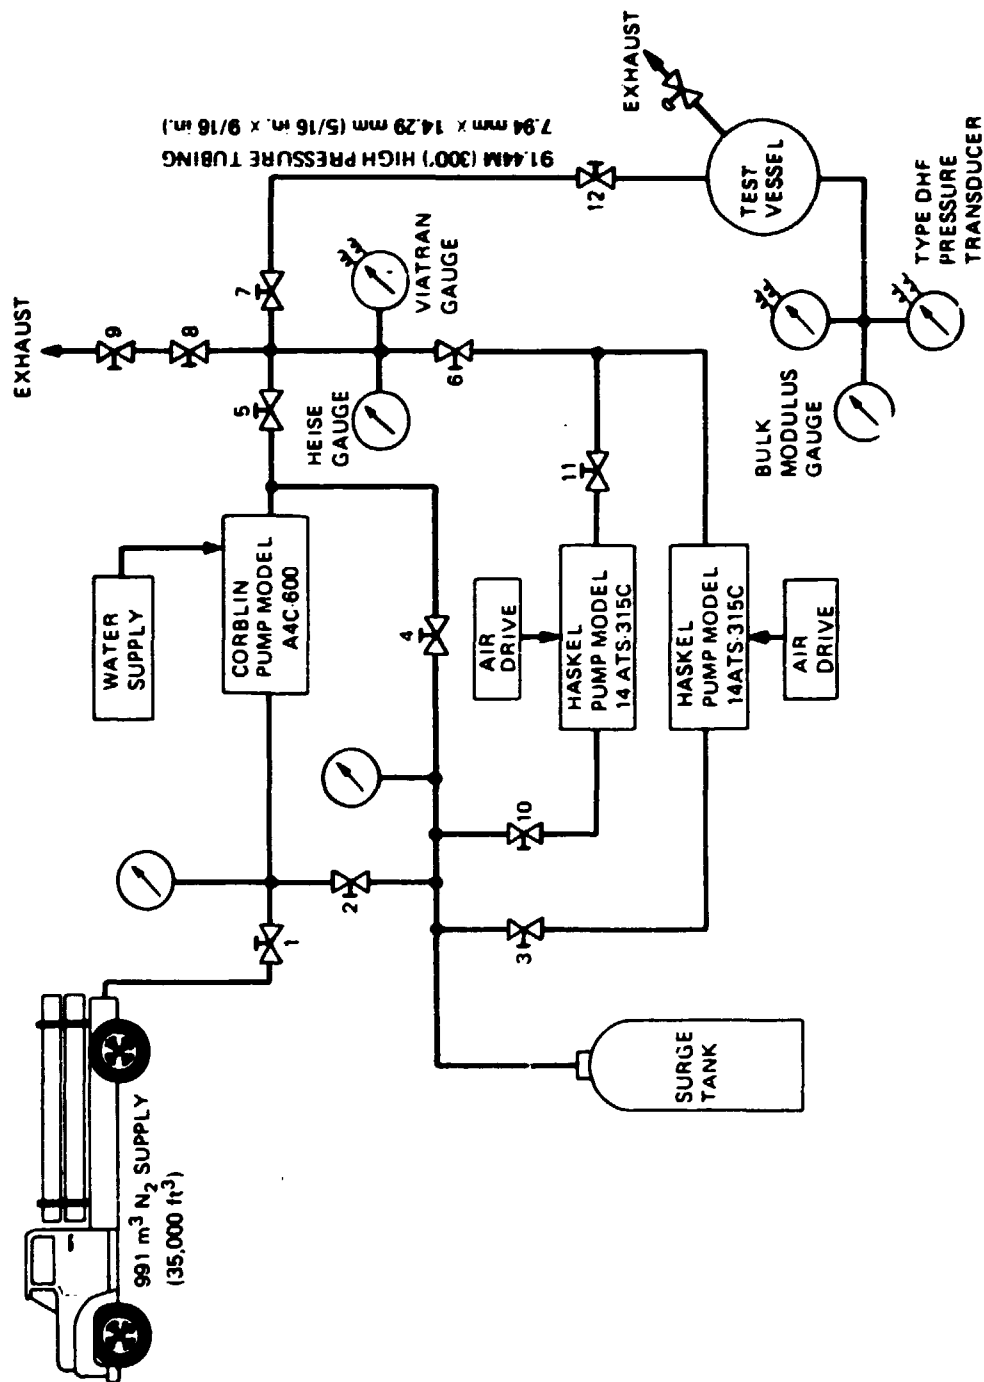 991 m³ N₂ SUPPLY
(35,000 ft³)
WATER
SUPPLY
CORBLIN
PUMP MODEL
A4C-600
EXHAUST
9
8
7
5
1
2
4
HEISE
GAUGE
VIATRAN
GAUGE
6
91.44M (300') HIGH PRESSURE TUBING
7.94 mm × 14.29 mm (5/16 in. × 9/16 in.)
12
EXHAUST
TEST
VESSEL
3
10
11
AIR
DRIVE
HASKEL
PUMP MODEL
14 ATS-315C
HASKEL
PUMP MODEL
14ATS-315C
AIR
DRIVE
SURGE
TANK
BULK
MODULUS
GAUGE
TYPE DHF
PRESSURE
TRANSDUCER